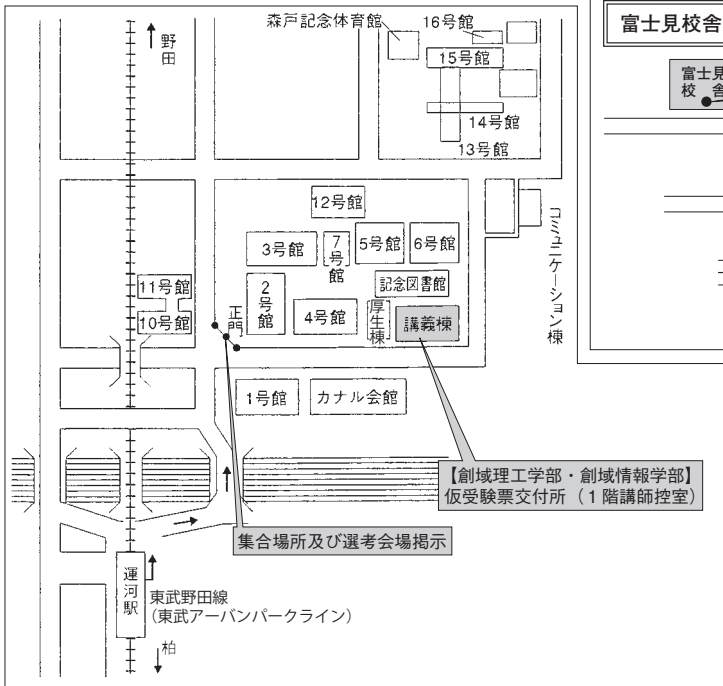 野田
森戸記念体育館
16号館
15号館
14号館
13号館
コミュニケーション棟
12号館
3号館
7号館
5号館
6号館
記念図書館
11号館
10号館
正門
2号館
4号館
厚生棟
講義棟
1号館
カナル会館
【創域理工学部・創域情報学部】
仮受験票交付所（1階講師控室）
集合場所及び選考会場掲示
運河駅
東武野田線
（東武アーバンパークライン）
柏
富士見校舎
富士見
校舎